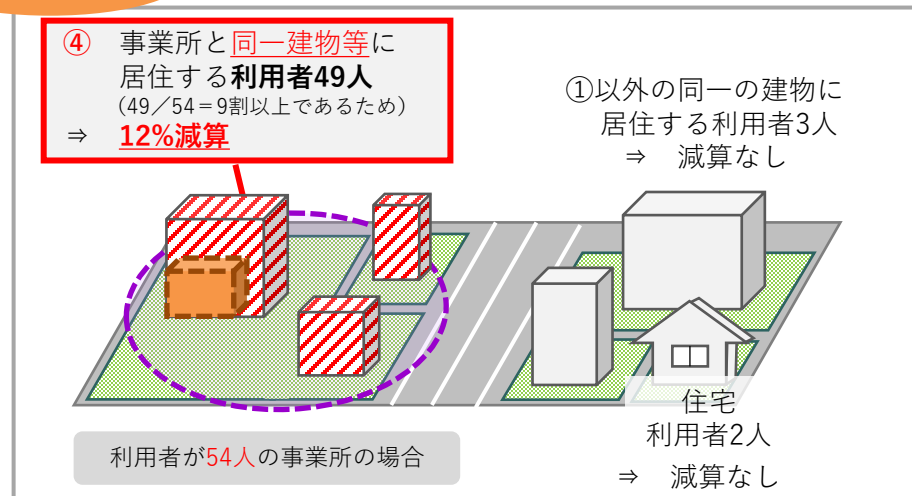 ④　事業所と同一建物等に
居住する利用者49人
（49／54＝9割以上であるため）
⇒　12%減算
①以外の同一の建物に
居住する利用者3人
⇒　減算なし
住宅
利用者2人
⇒　減算なし
利用者が54人の事業所の場合